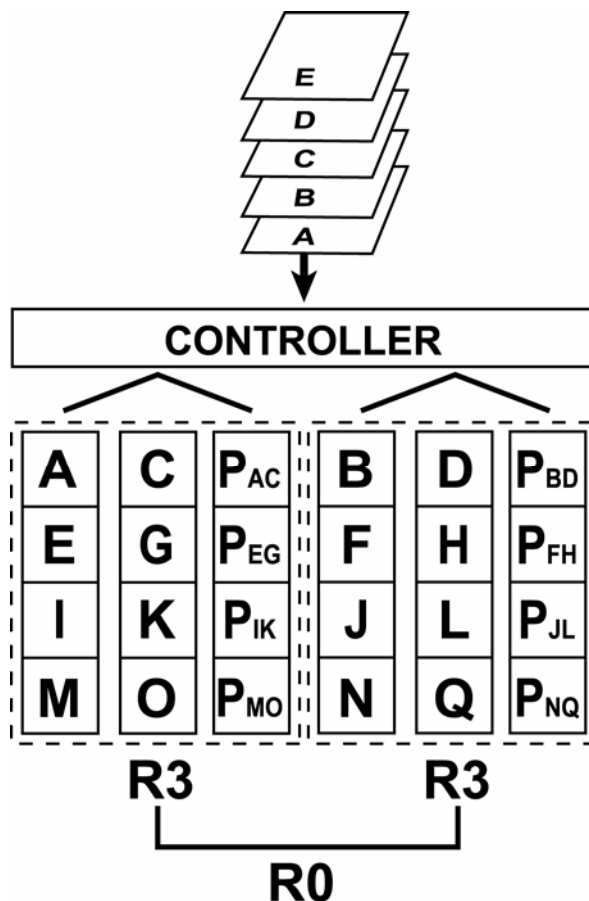 E
D
C
B
A
CONTROLLER
A C PAC B D PBD
E G PEG F H PFH
I K PIK J L PJL
M O PMO N Q PNQ
R3 R3
R0